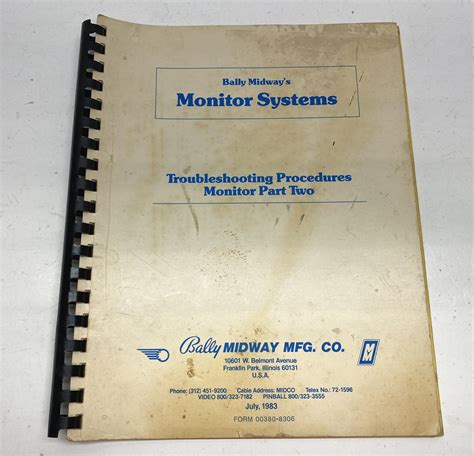 Bally Midway's
Monitor Systems
Troubleshooting Procedures
Monitor Part Two
Bally MIDWAY MFG. CO.
M
10601 W. Belmont Avenue
Franklin Park, Illinois 60131
U.S.A.
Phone: (312) 451-9200 Cable Address: MIDCO Telex No.: 72-1596
VIDEO 800/323-7182 PINBALL 800/323-3555
July, 1983
FORM 00380-8306